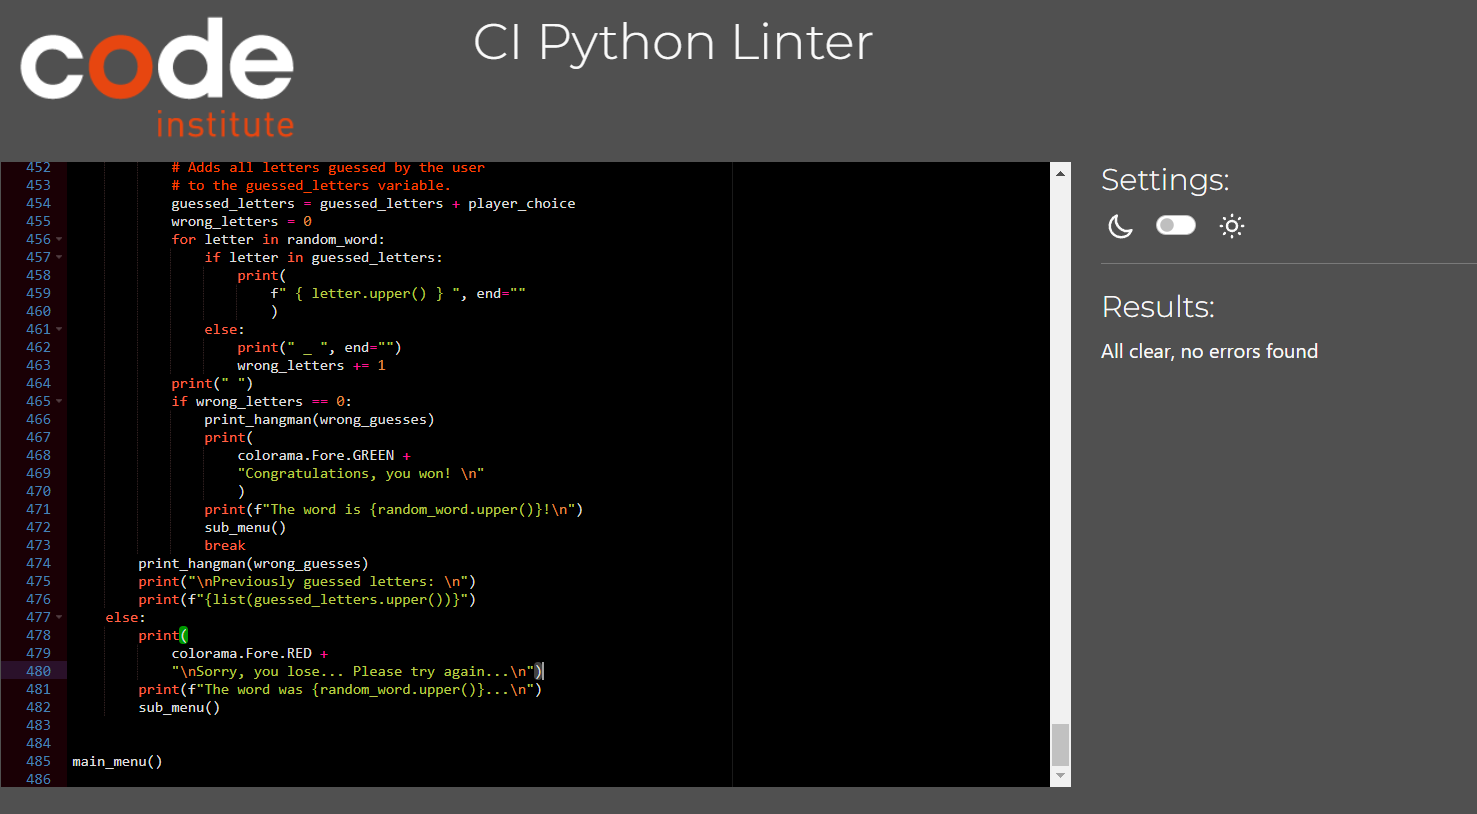 code
institute
CI Python Linter
452 # Adds all letters guessed by the user
453 # to the guessed_letters variable.
454 guessed_letters = guessed_letters + player_choice
455 wrong_letters = 0
456 for letter in random_word:
457 if letter in guessed_letters:
458 print(
459 f" { letter.upper() } ", end=""
460 )
461 else:
462 print(" _ ", end="")
463 wrong_letters += 1
464 print(" ")
465 if wrong_letters == 0:
466 print_hangman(wrong_guesses)
467 print(
468 colorama.Fore.GREEN +
469 "Congratulations, you won! \n"
470 )
471 print(f"The word is {random_word.upper()}!\n")
472 sub_menu()
473 break
474 print_hangman(wrong_guesses)
475 print("\nPreviously guessed letters: \n")
476 print(f"{list(guessed_letters.upper())}")
477 else:
478 print(
479 colorama.Fore.RED +
480 "\nSorry, you lose... Please try again...\n")
481 print(f"The word was {random_word.upper()}...\n")
482 sub_menu()
483
484
485 main_menu()
486
Settings:
Results:
All clear, no errors found